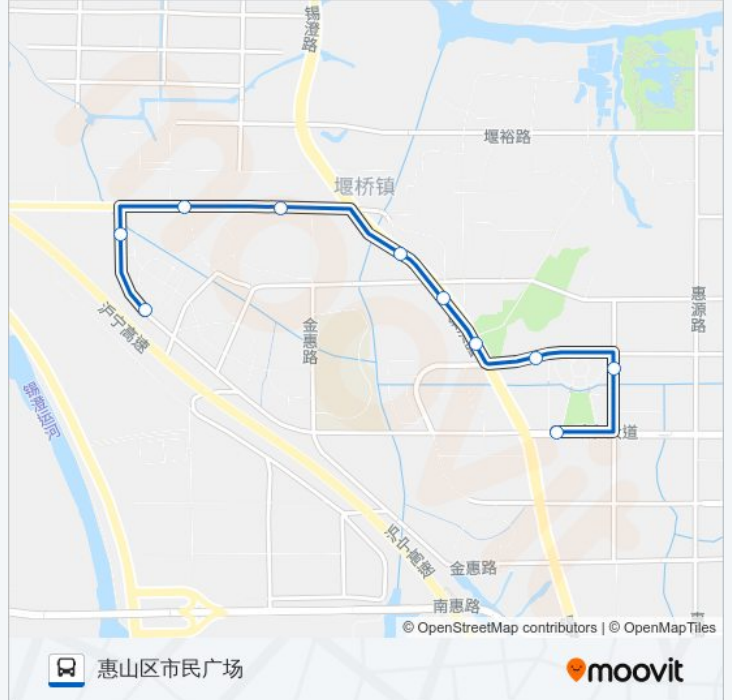 锡澄路
堰裕路
堰桥镇
惠源路
沪宁高速
金惠路
锡澄运河
道
沪宁高速
金惠路
南惠路
© OpenStreetMap contributors | © OpenMapTiles
惠山区市民广场
moovit